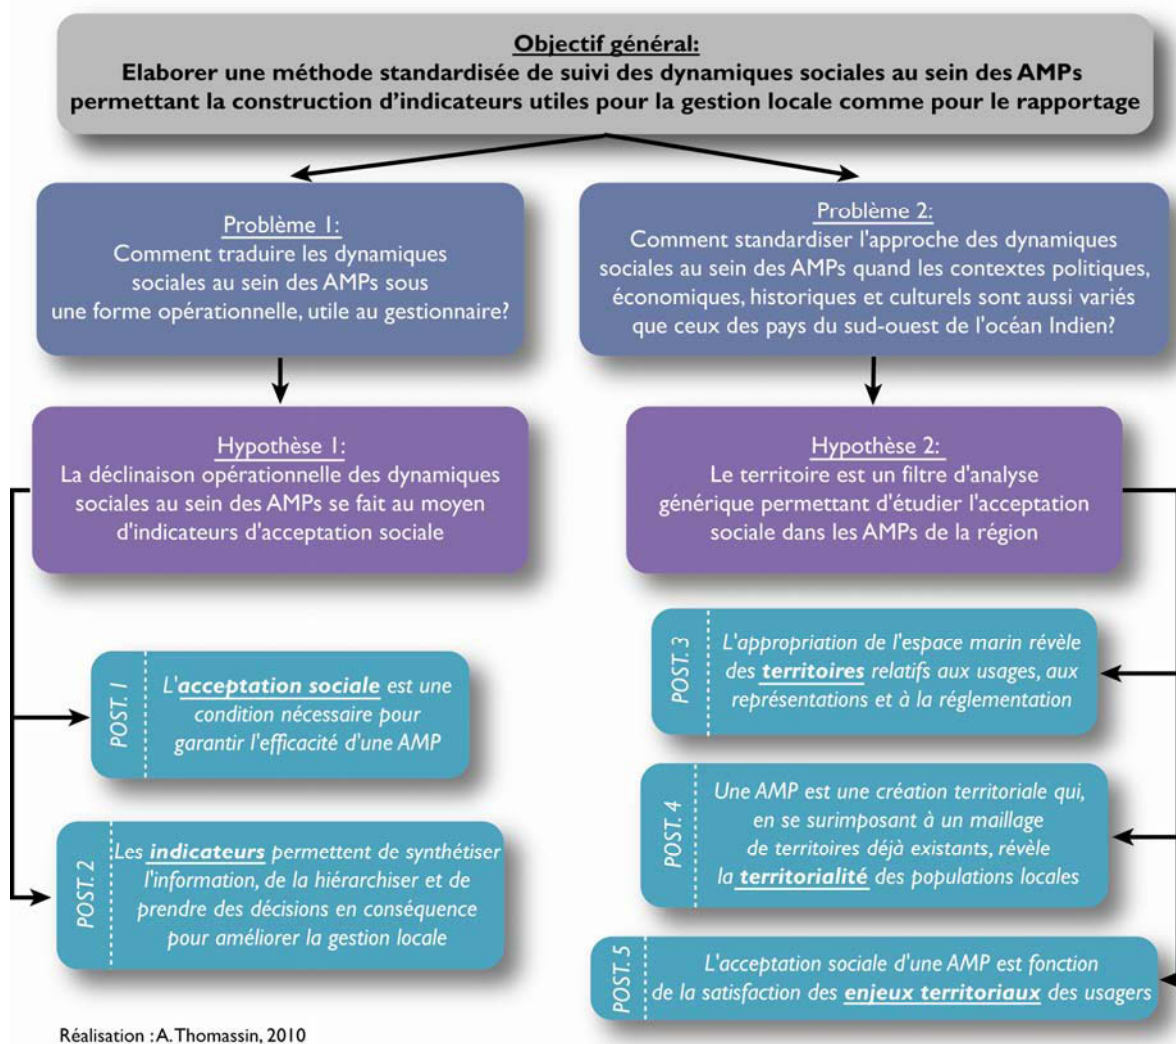 Objectif général:
Elaborer une méthode standardisée de suivi des dynamiques sociales au sein des AMPs
permettant la construction d'indicateurs utiles pour la gestion locale comme pour le rapportage
Problème 1:
Comment traduire les dynamiques
sociales au sein des AMPs sous
une forme opérationnelle, utile au gestionnaire?
Problème 2:
Comment standardiser l'approche des dynamiques
sociales au sein des AMPs quand les contextes politiques,
économiques, historiques et culturels sont aussi variés
que ceux des pays du sud-ouest de l'océan Indien?
Hypothèse 1:
La déclinaison opérationnelle des dynamiques
sociales au sein des AMPs se fait au moyen
d'indicateurs d'acceptation sociale
Hypothèse 2:
Le territoire est un filtre d'analyse
générique permettant d'étudier l'acceptation
sociale dans les AMPs de la région
POST. 1
L'acceptation sociale est une
condition nécessaire pour
garantir l'efficacité d'une AMP
POST. 2
Les indicateurs permettent de synthétiser
l'information, de la hiérarchiser et de
prendre des décisions en conséquence
pour améliorer la gestion locale
POST. 3
L'appropriation de l'espace marin révèle
des territoires relatifs aux usages, aux
représentations et à la réglementation
POST. 4
Une AMP est une création territoriale qui,
en se surimposant à un maillage
de territoires déjà existants, révèle
la territorialité des populations locales
POST. 5
L'acceptation sociale d'une AMP est fonction
de la satisfaction des enjeux territoriaux des usagers
Réalisation : A. Thomassin, 2010